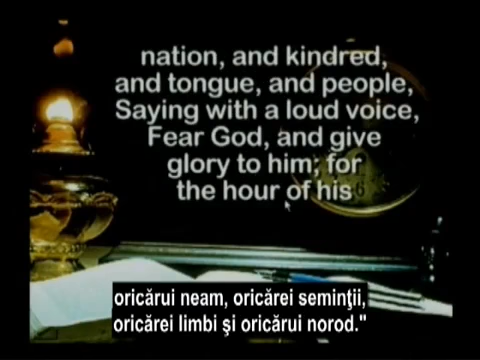 nation, and kindred,
and tongue, and people,
Saying with a loud voice,
Fear God, and give
glory to him; for
the hour of his
oricărui neam, oricărei seminţii,
oricărei limbi şi oricărui norod."